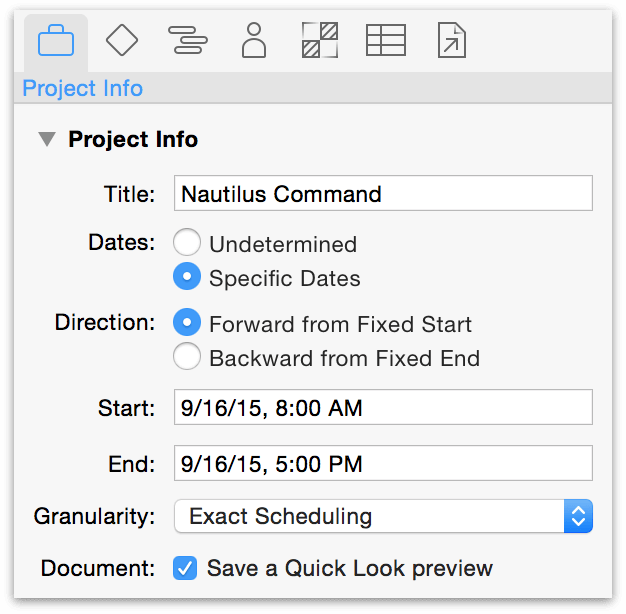 Project Info
Project Info
Title: Nautilus Command
Dates: Undetermined
Specific Dates
Direction: Forward from Fixed Start
Backward from Fixed End
Start: 9/16/15, 8:00 AM
End: 9/16/15, 5:00 PM
Granularity: Exact Scheduling
Document: Save a Quick Look preview